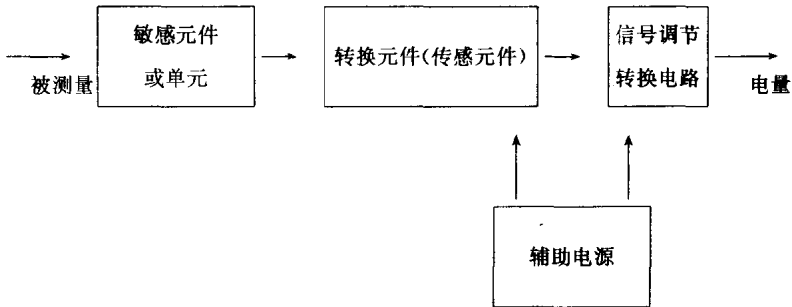 敏感元件
或单元
转换元件(传感元件)
信号调节
转换电路
被测量
电量
辅助电源